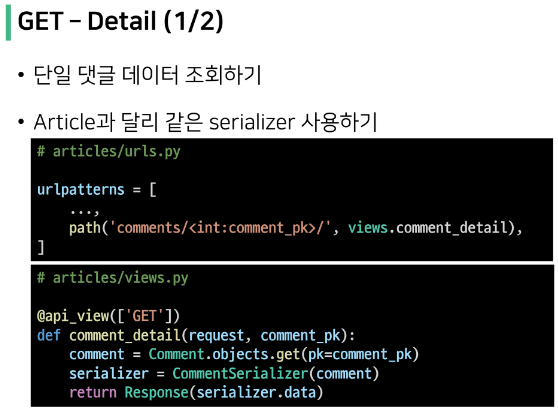 GET – Detail (1/2)
• 단일 댓글 데이터 조회하기
• Article과 달리 같은 serializer 사용하기
# articles/urls.py
urlpatterns = [
    ...,
    path('comments/<int:comment_pk>/', views.comment_detail),
]
# articles/views.py
@api_view(['GET'])
def comment_detail(request, comment_pk):
    comment = Comment.objects.get(pk=comment_pk)
    serializer = CommentSerializer(comment)
    return Response(serializer.data)